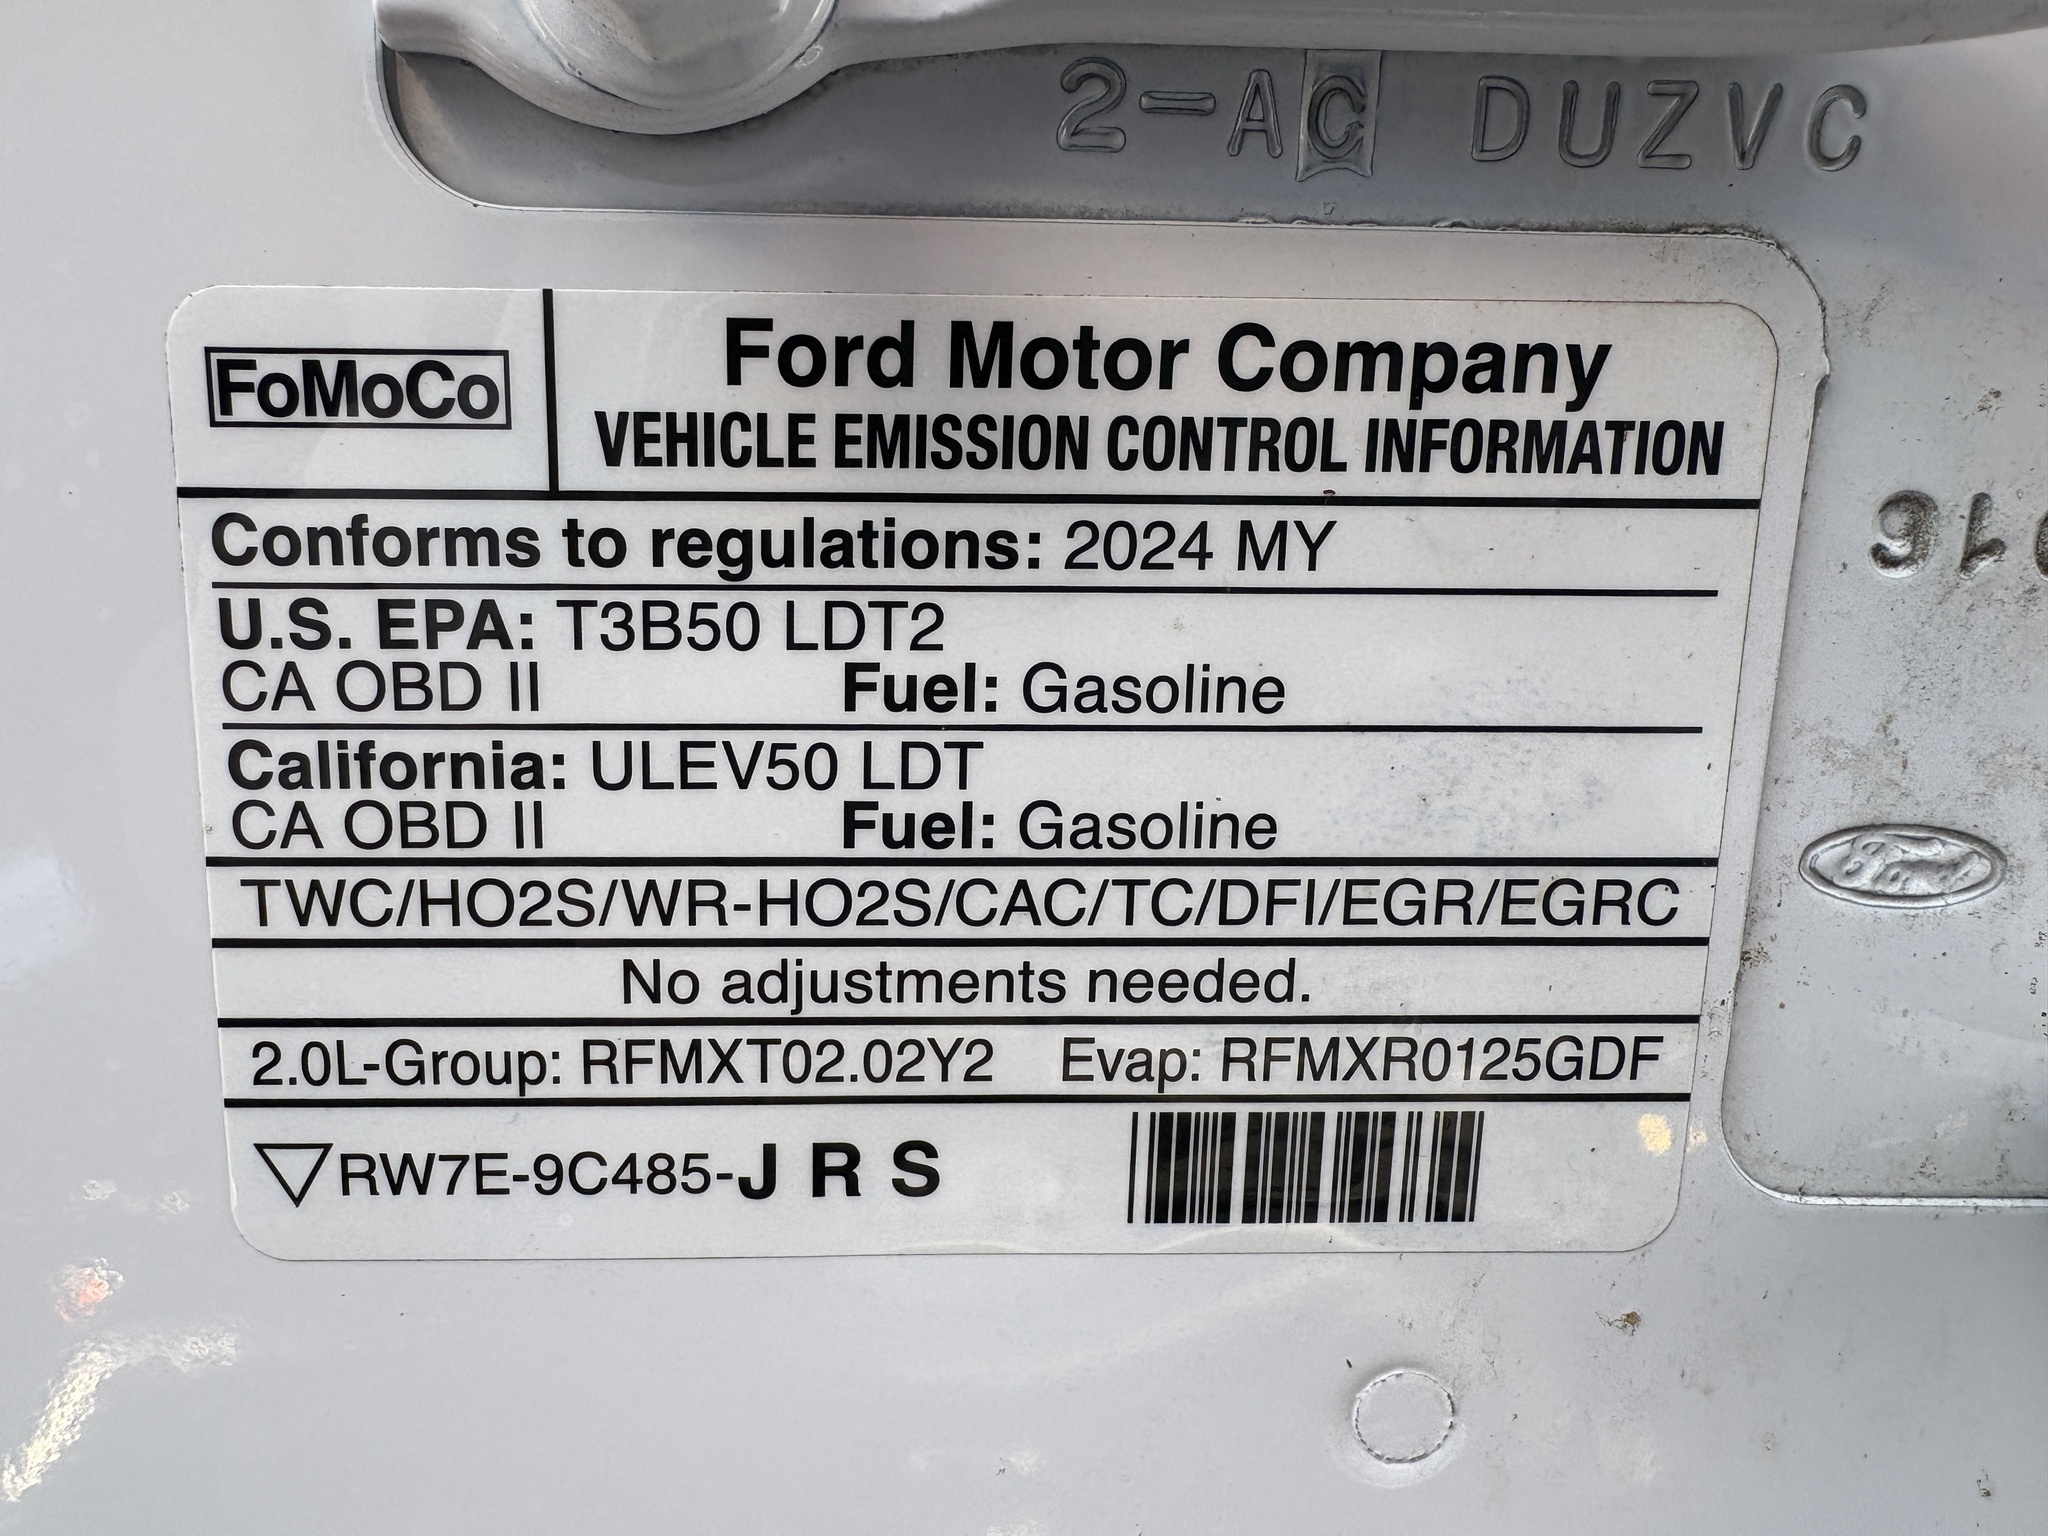 2-AC DUZVC
FoMoCo
Ford Motor Company
VEHICLE EMISSION CONTROL INFORMATION
Conforms to regulations: 2024 MY
U.S. EPA: T3B50 LDT2
CA OBD II Fuel: Gasoline
California: ULEV50 LDT
CA OBD II Fuel: Gasoline
TWC/HO2S/WR-HO2S/CAC/TC/DFI/EGR/EGRC
No adjustments needed.
2.0L-Group: RFMXT02.02Y2 Evap: RFMXR0125GDF
RW7E-9C485-J R S
Ford